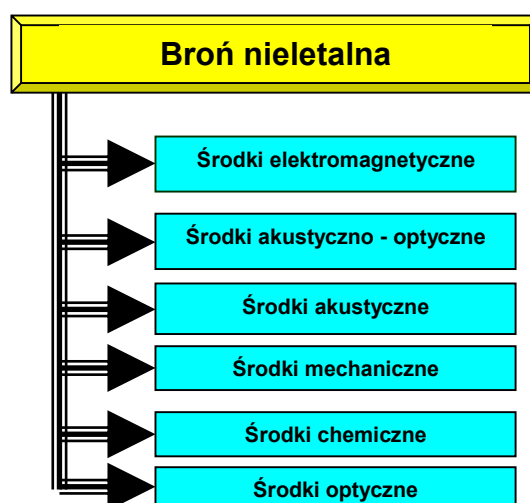 Broń nieletalna
Środki elektromagnetyczne
Środki akustyczno - optyczne
Środki akustyczne
Środki mechaniczne
Środki chemiczne
Środki optyczne